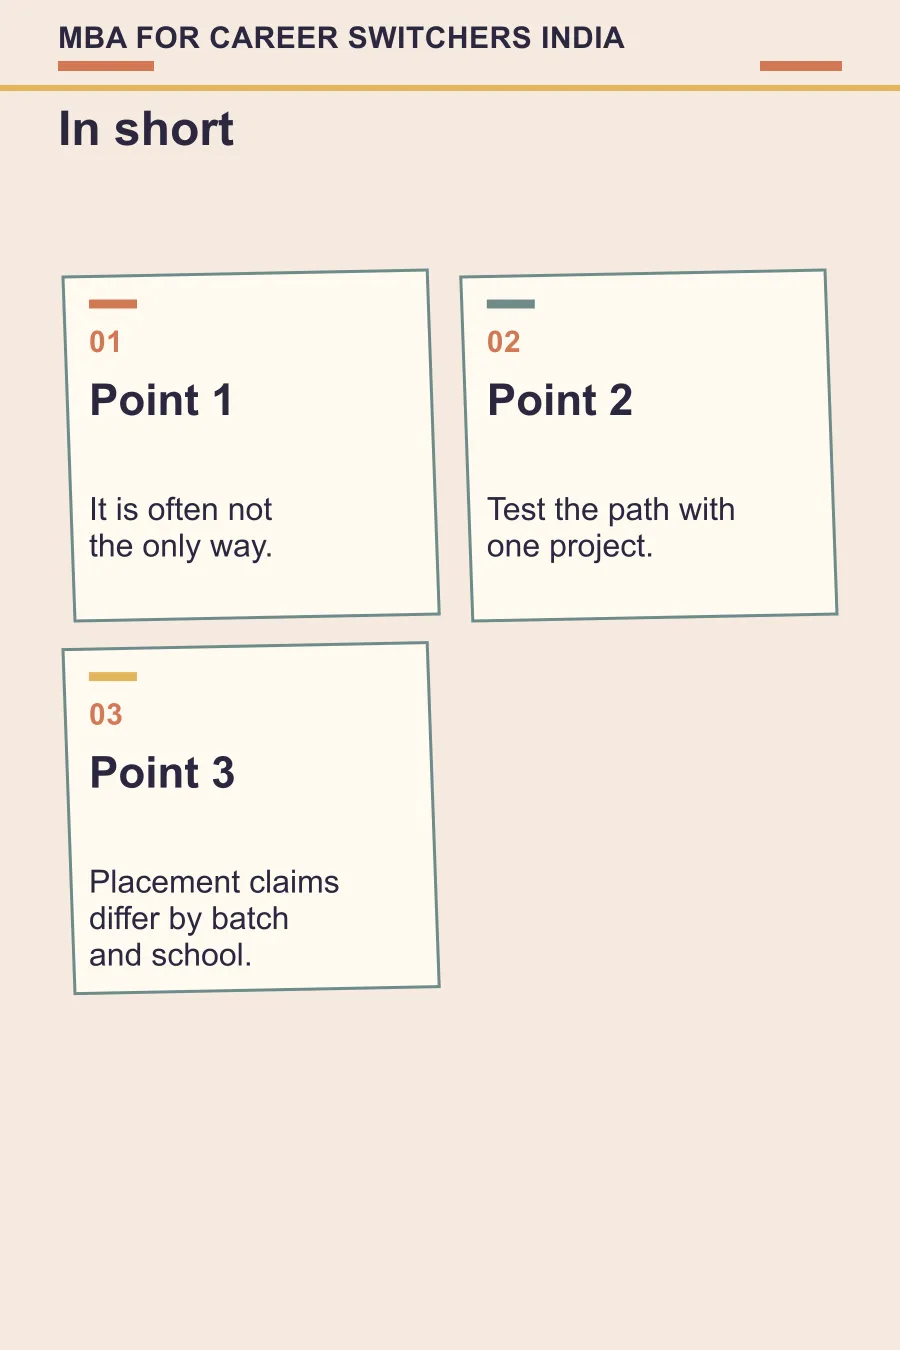 MBA FOR CAREER SWITCHERS INDIA
In short
01
Point 1
It is often not
the only way.
02
Point 2
Test the path with
one project.
03
Point 3
Placement claims
differ by batch
and school.